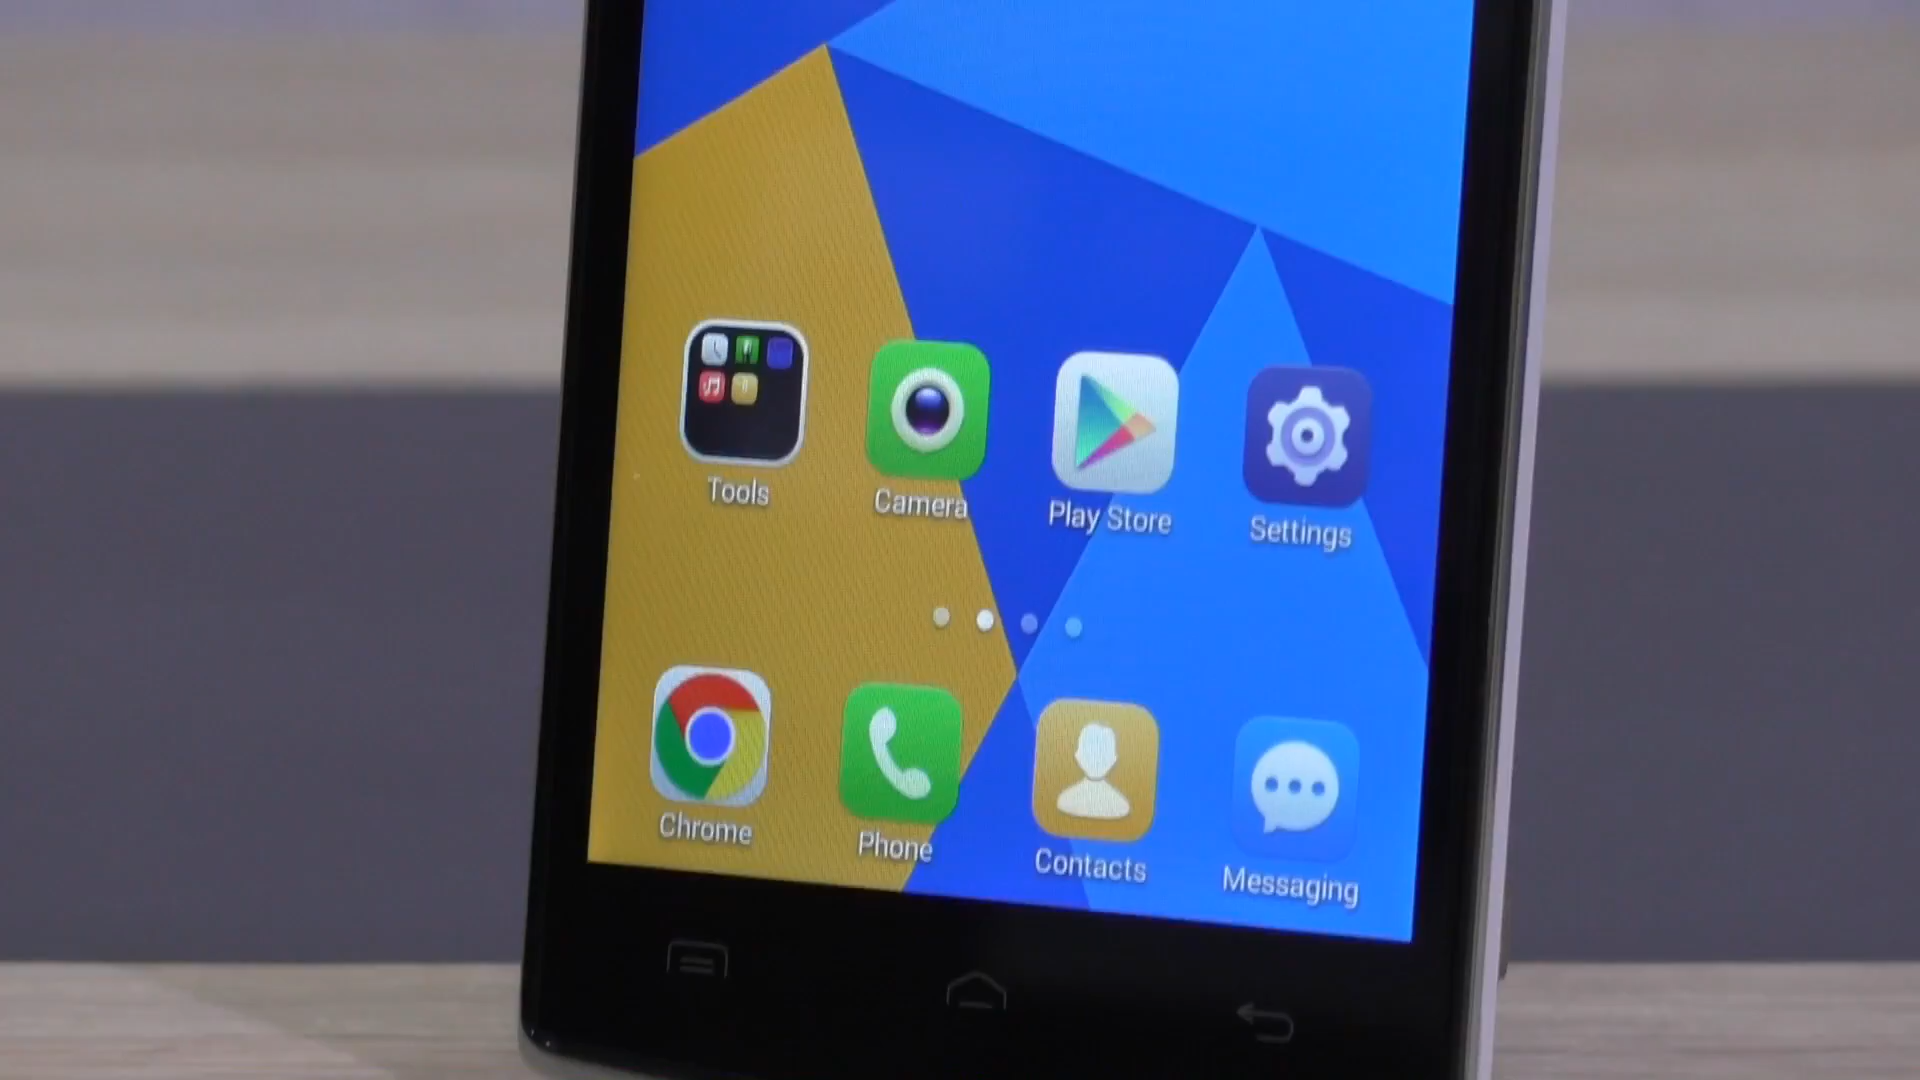 Tools
Camera
Play Store
Settings
Chrome
Phone
Contacts
Messaging